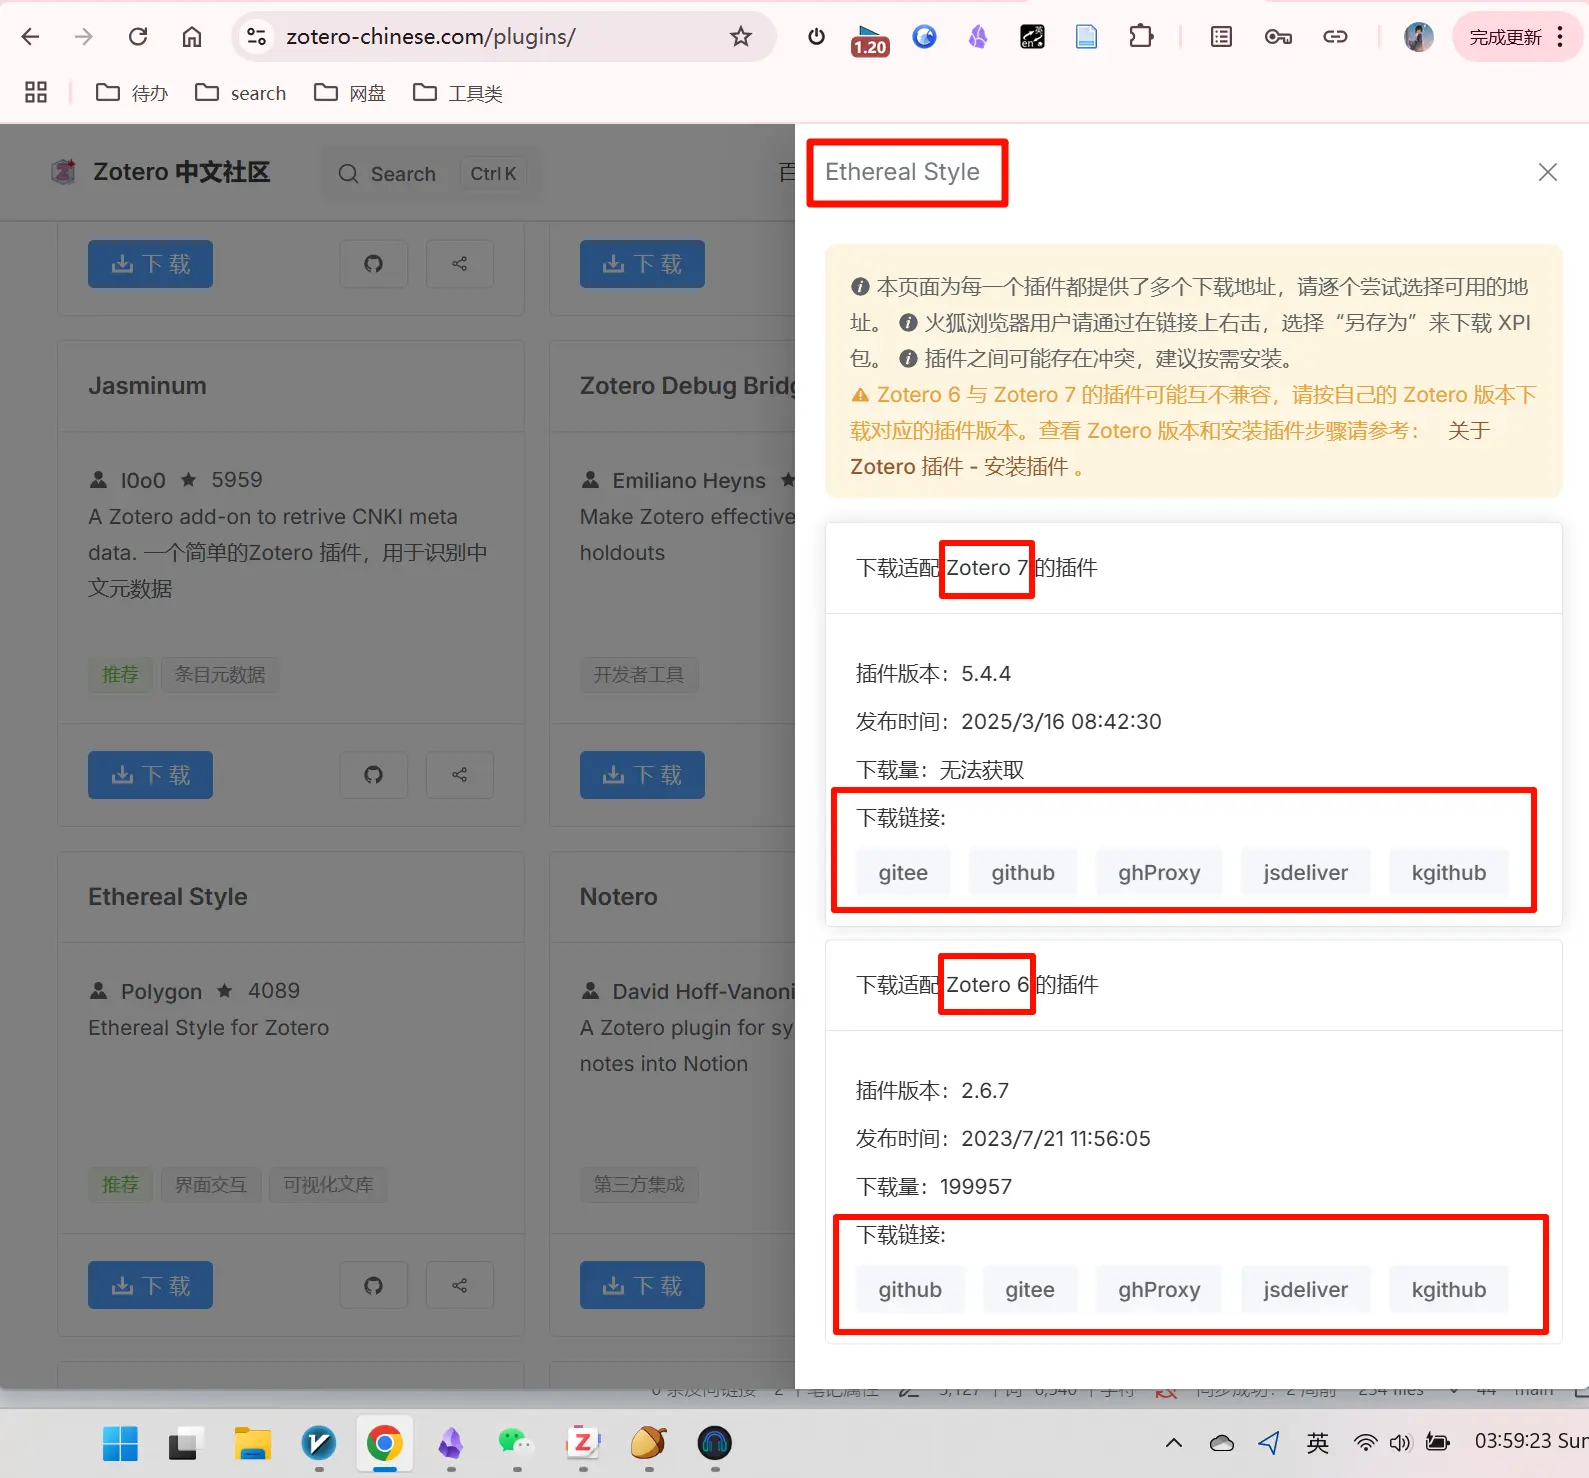 zotero-chinese.com/plugins/
1.20
英
en
完成更新
待办
search
网盘
工具类
Zotero 中文社区
Search
Ctrl K
百
下载
下载
Jasminum
l0o0 5959
A Zotero add-on to retrive CNKI meta
data. 一个简单的Zotero 插件，用于识别中
文元数据
推荐
条目元数据
下载
Zotero Debug Bridg
Emiliano Heyns
Make Zotero effective
holdouts
开发者工具
下载
Ethereal Style
Polygon 4089
Ethereal Style for Zotero
推荐
界面交互
可视化文库
下载
Notero
David Hoff-Vanoni
A Zotero plugin for sy
notes into Notion
第三方集成
下载
Ethereal Style
本页面为每一个插件都提供了多个下载地址，请逐个尝试选择可用的地
址。 火狐浏览器用户请通过在链接上右击，选择“另存为”来下载 XPI
包。 插件之间可能存在冲突，建议按需安装。
Zotero 6 与 Zotero 7 的插件可能互不兼容，请按自己的 Zotero 版本下
载对应的插件版本。查看 Zotero 版本和安装插件步骤请参考： 关于
Zotero 插件 - 安装插件 。
下载适配 Zotero 7 的插件
插件版本：5.4.4
发布时间：2025/3/16 08:42:30
下载量：无法获取
下载链接:
gitee
github
ghProxy
jsdeliver
kgithub
下载适配 Zotero 6 的插件
插件版本：2.6.7
发布时间：2023/7/21 11:56:05
下载量：199957
下载链接:
github
gitee
ghProxy
jsdeliver
kgithub
英
03:59:23 Sun